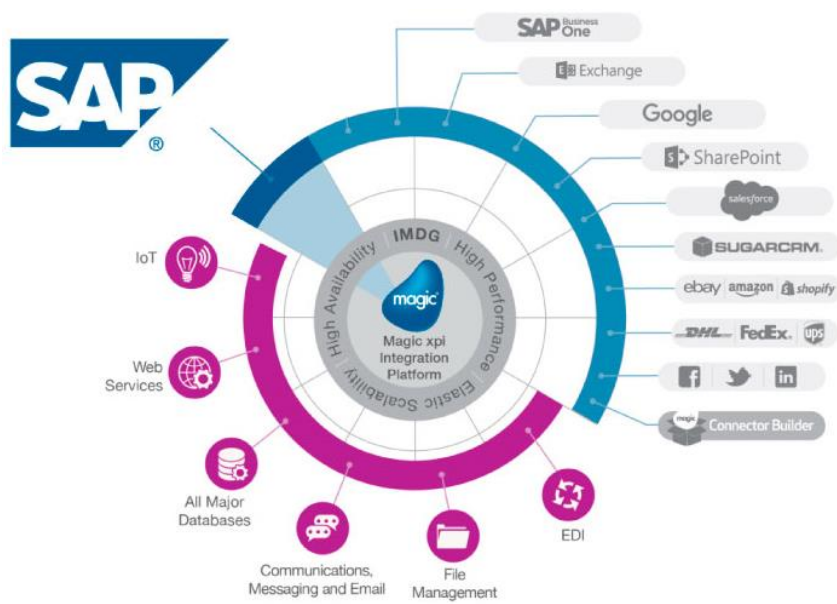 SAP
®
SAP Business One
Exchange
Google
SharePoint
salesforce
SUGARCRM.
ebay amazon shopify
DHL FedEx. ups
f in
magic Connector Builder
IoT
Web
Services
All Major
Databases
Communications,
Messaging and Email
File
Management
EDI
High Availability | IMDG | High Performance | Elastic Scalability
magic
Magic xpi
Integration
Platform